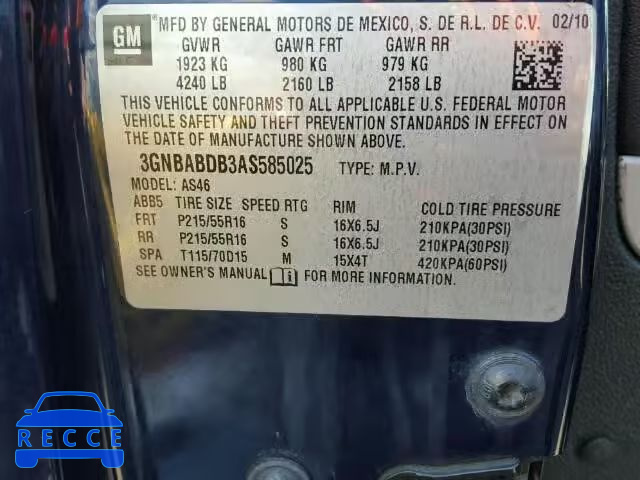 GM
MFD BY GENERAL MOTORS DE MEXICO, S. DE R.L. DE C.V. 02/10
GVWR GAWR FRT GAWR RR
1923 KG 980 KG 979 KG
4240 LB 2160 LB 2158 LB
THIS VEHICLE CONFORMS TO ALL APPLICABLE U.S. FEDERAL MOTOR
VEHICLE SAFETY AND THEFT PREVENTION STANDARDS IN EFFECT ON
THE DATE OF MANUFACTURE SHOWN ABOVE.
3GNBABDB3AS585025 TYPE: M.P.V.
MODEL: AS46
ABB5 TIRE SIZE SPEED RTG RIM COLD TIRE PRESSURE
FRT P215/55R16 S 16X6.5J 210KPA(30PSI)
RR P215/55R16 S 16X6.5J 210KPA(30PSI)
SPA T115/70D15 M 15X4T 420KPA(60PSI)
SEE OWNER'S MANUAL FOR MORE INFORMATION.
RECCE